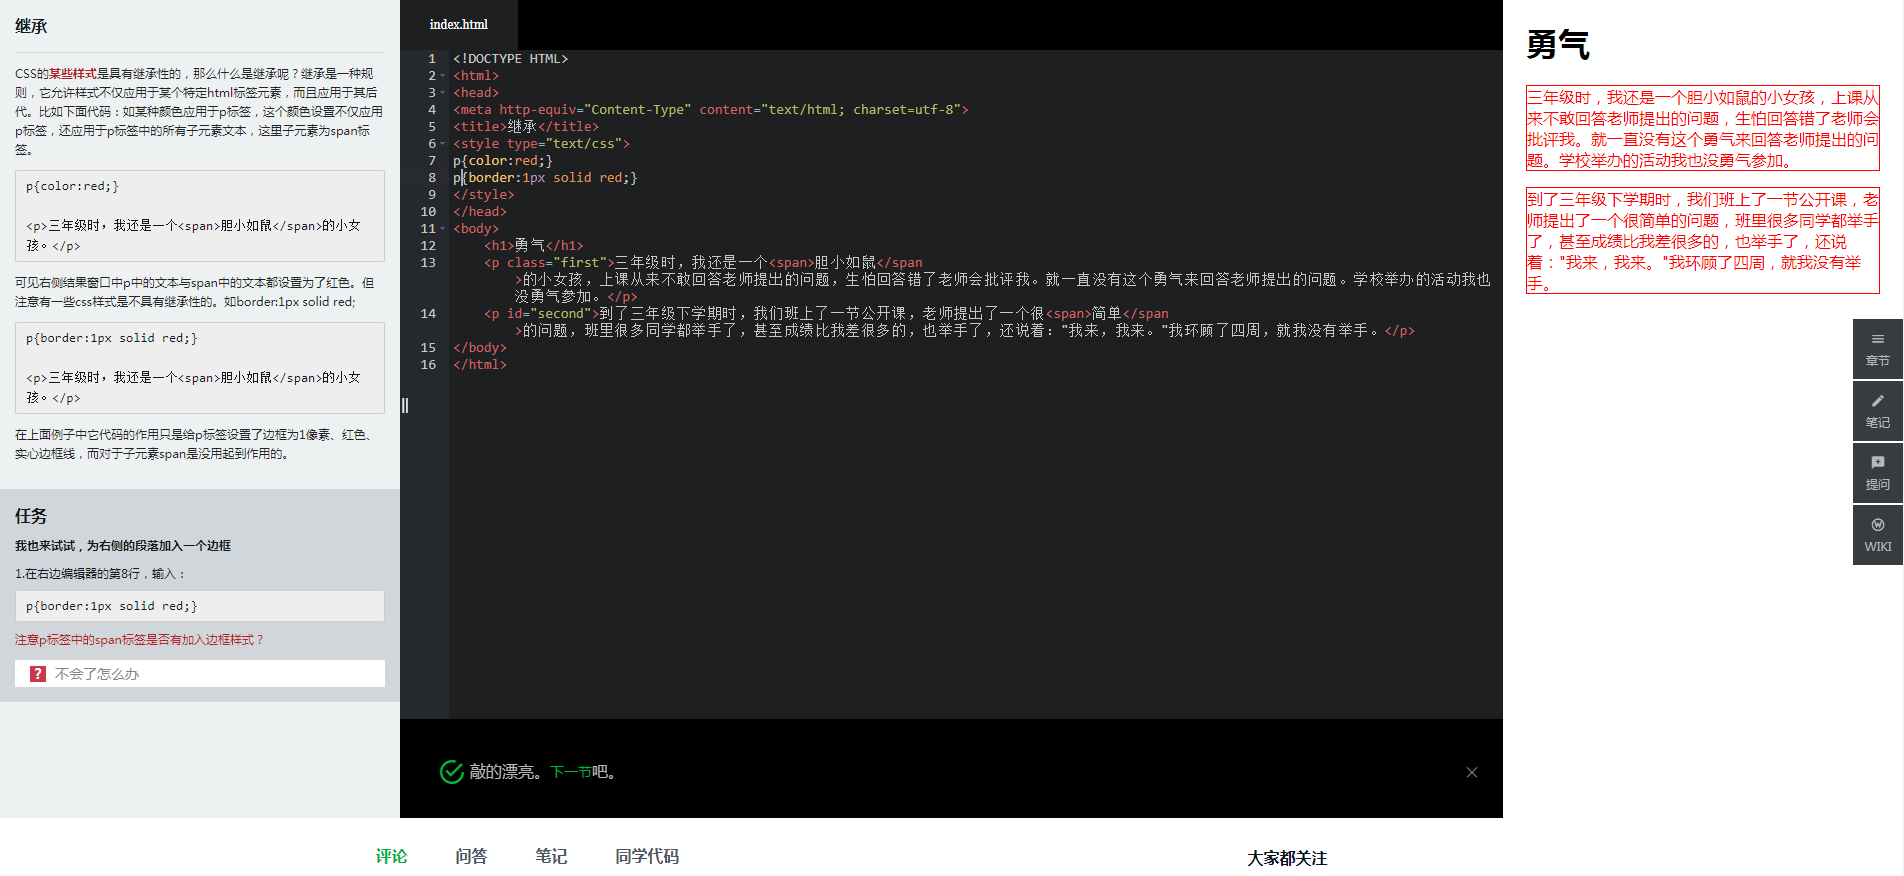 继承
CSS的某些样式是具有继承性的，那么什么是继承呢？继承是一种规
则，它允许样式不仅应用于某个特定html标签元素，而且应用于其后
代。比如下面代码：如某种颜色应用于p标签，这个颜色设置不仅应用
p标签，还应用于p标签中的所有子元素文本，这里子元素为span标
签。
p{color:red;}
<p>三年级时，我还是一个<span>胆小如鼠</span>的小女
孩。</p>
可见右侧结果窗口中p中的文本与span中的文本都设置为了红色。但
注意有一些css样式是不具有继承性的。如border:1px solid red;
p{border:1px solid red;}
<p>三年级时，我还是一个<span>胆小如鼠</span>的小女
孩。</p>
在上面例子中它代码的作用只是给p标签设置了边框为1像素、红色、
实心边框线，而对于子元素span是没用起到作用的。
任务
我也来试试，为右侧的段落加入一个边框
1.在右边编辑器的第8行，输入：
p{border:1px solid red;}
注意p标签中的span标签是否有加入边框样式？
? 不会了怎么办
index.html
1 <!DOCTYPE HTML>
2 <html>
3 <head>
4 <meta http-equiv="Content-Type" content="text/html; charset=utf-8">
5 <title>继承</title>
6 <style type="text/css">
7 p{color:red;}
8 p{border:1px solid red;}
9 </style>
10 </head>
11 <body>
12 <h1>勇气</h1>
13 <p class="first">三年级时，我还是一个<span>胆小如鼠</span
>的小女孩，上课从来不敢回答老师提出的问题，生怕回答错了老师会批评我。就一直没有这个勇气来回答老师提出的问题。学校举办的活动我也
没勇气参加。</p>
14 <p id="second">到了三年级下学期时，我们班上了一节公开课，老师提出了一个很<span>简单</span
>的问题，班里很多同学都举手了，甚至成绩比我差很多的，也举手了，还说着："我来，我来。"我环顾了四周，就我没有举手。</p>
15 </body>
16 </html>
敲的漂亮。下一节吧。
勇气
三年级时，我还是一个胆小如鼠的小女孩，上课从
来不敢回答老师提出的问题，生怕回答错了老师会
批评我。就一直没有这个勇气来回答老师提出的问
题。学校举办的活动我也没勇气参加。
到了三年级下学期时，我们班上了一节公开课，老
师提出了一个很简单的问题，班里很多同学都举手
了，甚至成绩比我差很多的，也举手了，还说
着："我来，我来。"我环顾了四周，就我没有举
手。
章节
笔记
提问
WIKI
评论 问答 笔记 同学代码
大家都关注